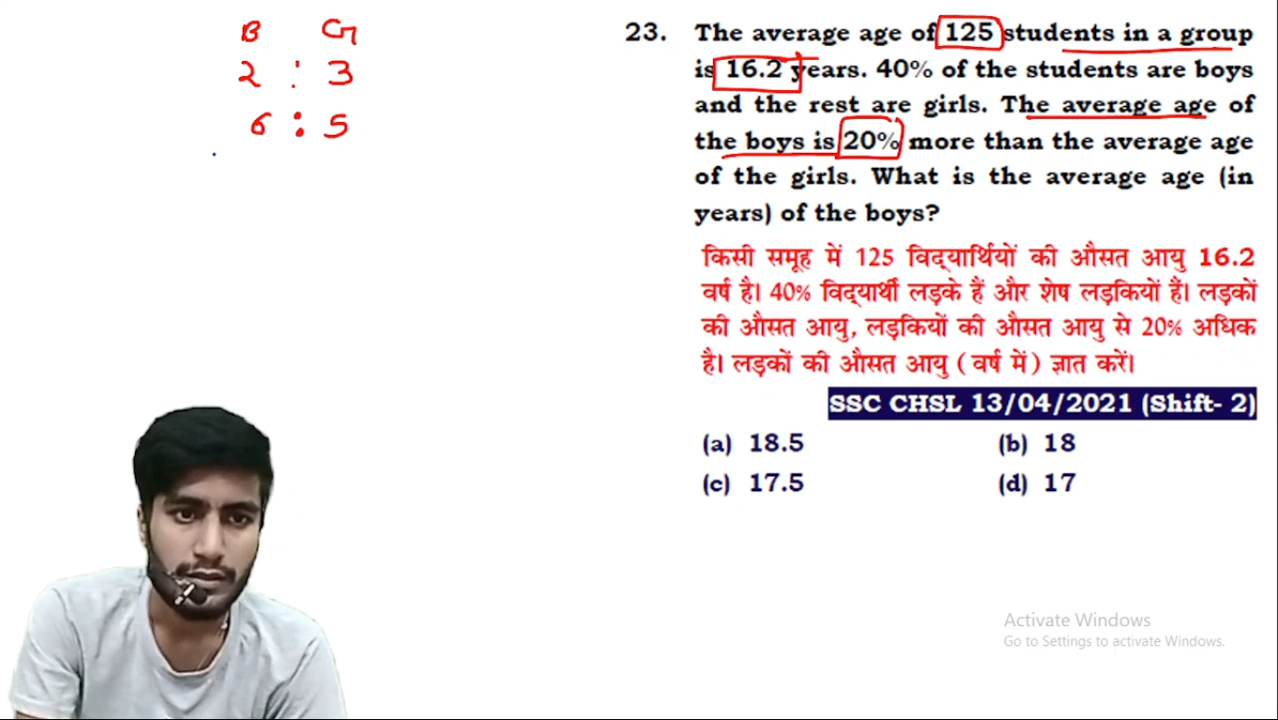 B G
2 : 3
6 : 5
23. The average age of 125 students in a group
is 16.2 years. 40% of the students are boys
and the rest are girls. The average age of
the boys is 20% more than the average age
of the girls. What is the average age (in
years) of the boys?
किसी समूह में 125 विद्यार्थियों की औसत आयु 16.2
वर्ष है। 40% विद्यार्थी लड़के हैं और शेष लड़कियों हैं। लड़कों
की औसत आयु, लड़कियों की औसत आयु से 20% अधिक
है। लड़कों की औसत आयु ( वर्ष में ) ज्ञात करें।
SSC CHSL 13/04/2021 (Shift- 2)
(a) 18.5 (b) 18
(c) 17.5 (d) 17
Activate Windows
Go to Settings to activate Windows.